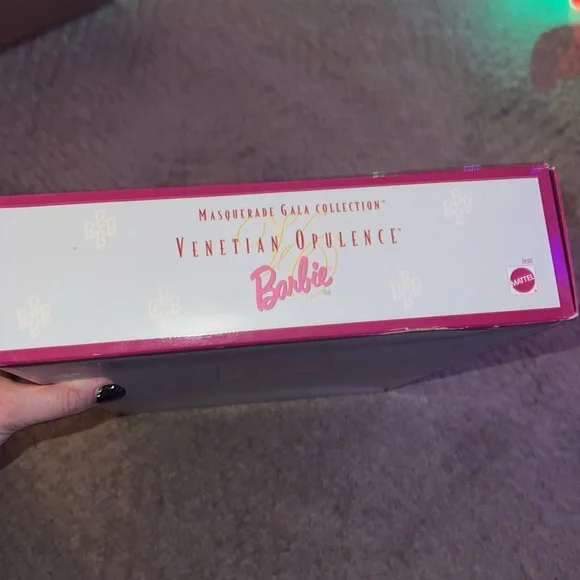 MASQUERADE GALA COLLECTION™
VENETIAN OPULENCE™
Barbie
MATTEL